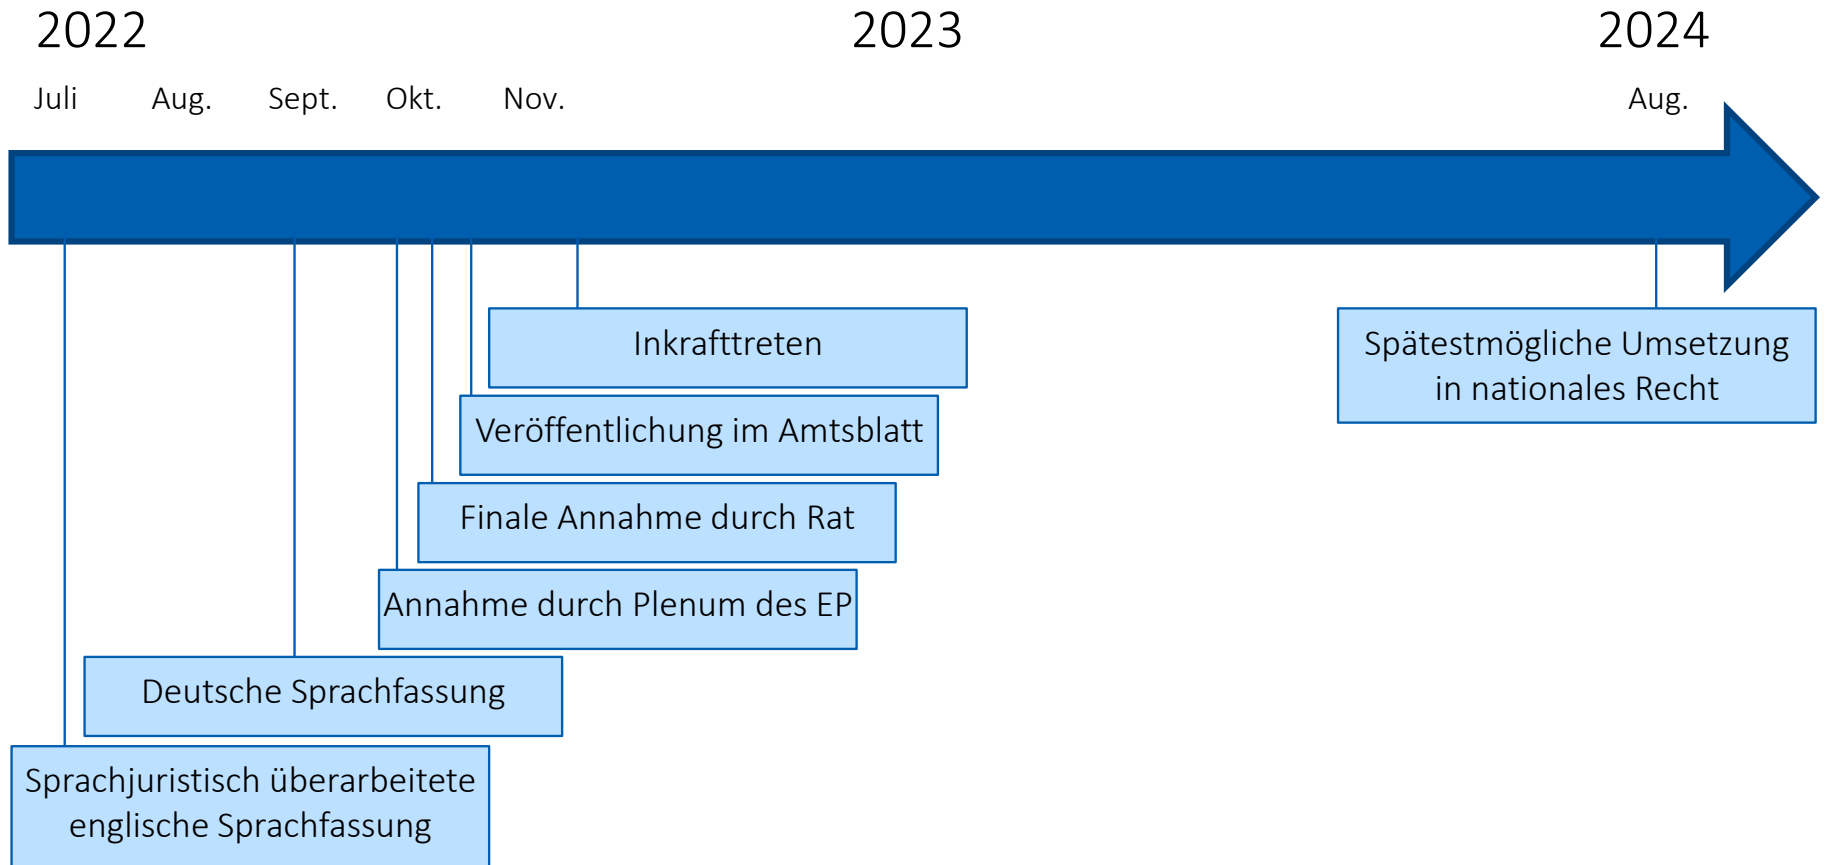 2022
2023
2024
Juli
Aug.
Sept.
Okt.
Nov.
Aug.
Inkrafttreten
Spätestmögliche Umsetzung
in nationales Recht
Veröffentlichung im Amtsblatt
Finale Annahme durch Rat
Annahme durch Plenum des EP
Deutsche Sprachfassung
Sprachjuristisch überarbeitete
englische Sprachfassung